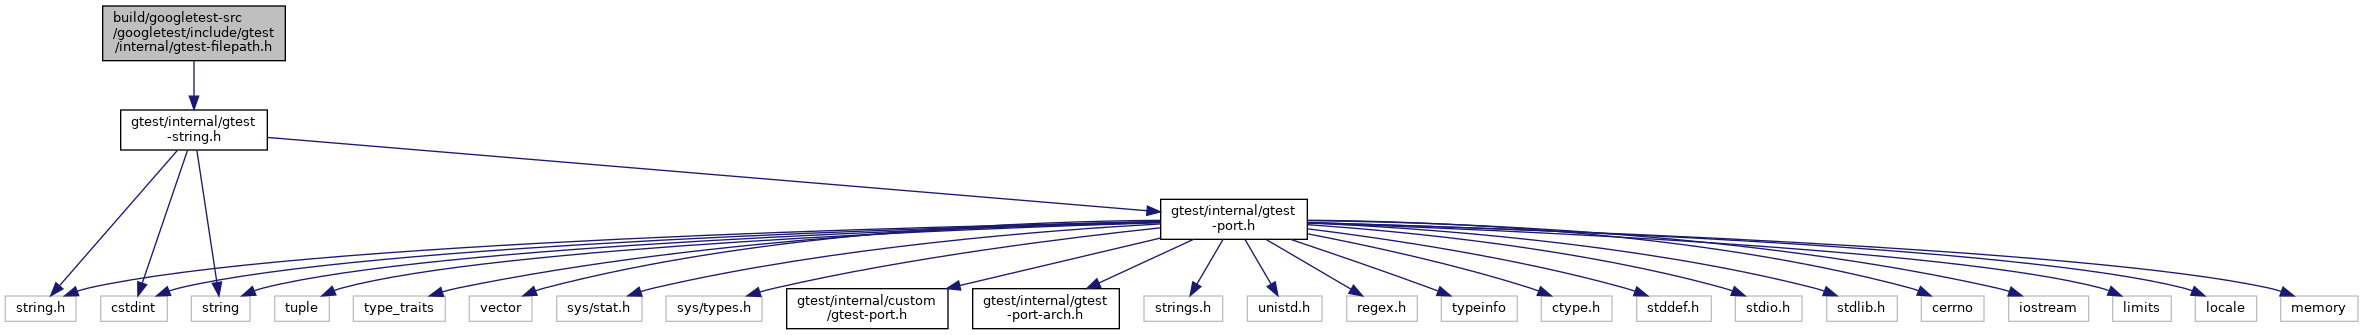 build/googletest-src
/googletest/include/gtest
/internal/gtest-filepath.h
gtest/internal/gtest
-string.h
gtest/internal/gtest
-port.h
string.h
cstdint
string
tuple
type_traits
vector
sys/stat.h
sys/types.h
gtest/internal/custom
/gtest-port.h
gtest/internal/gtest
-port-arch.h
strings.h
unistd.h
regex.h
typeinfo
ctype.h
stddef.h
stdio.h
stdlib.h
cerrno
iostream
limits
locale
memory